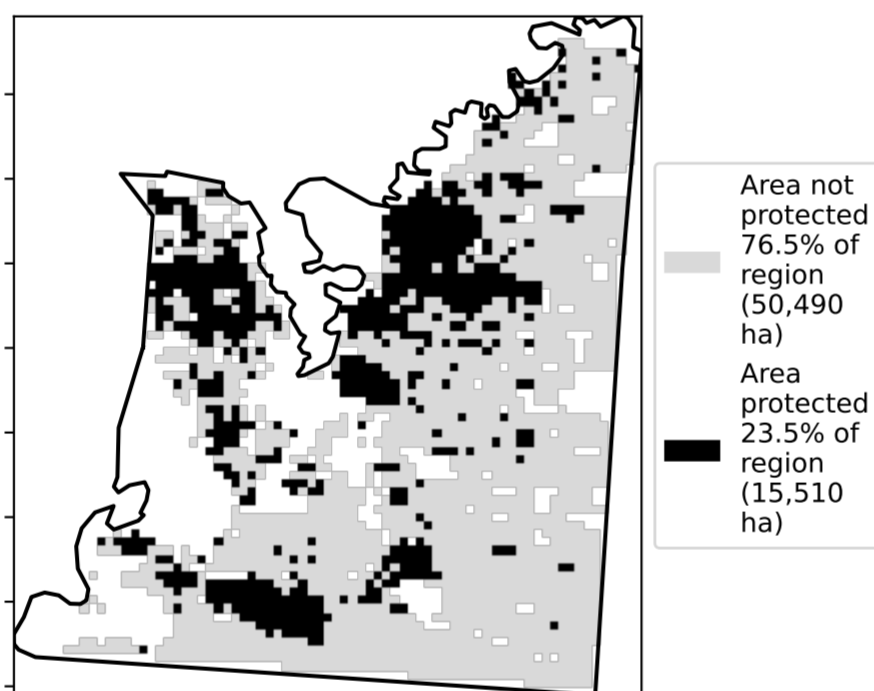 Area not
protected
76.5% of
region
(50,490
ha)
Area
protected
23.5% of
region
(15,510
ha)